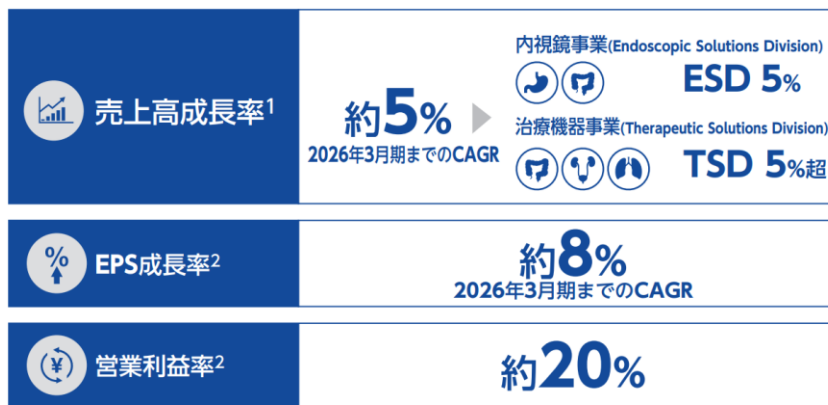 売上高成長率1
約5%
2026年3月期までのCAGR
内視鏡事業(Endoscopic Solutions Division)
ESD 5%
治療機器事業(Therapeutic Solutions Division)
TSD 5%超
%
EPS成長率2
約8%
2026年3月期までのCAGR
¥
営業利益率2
約20%